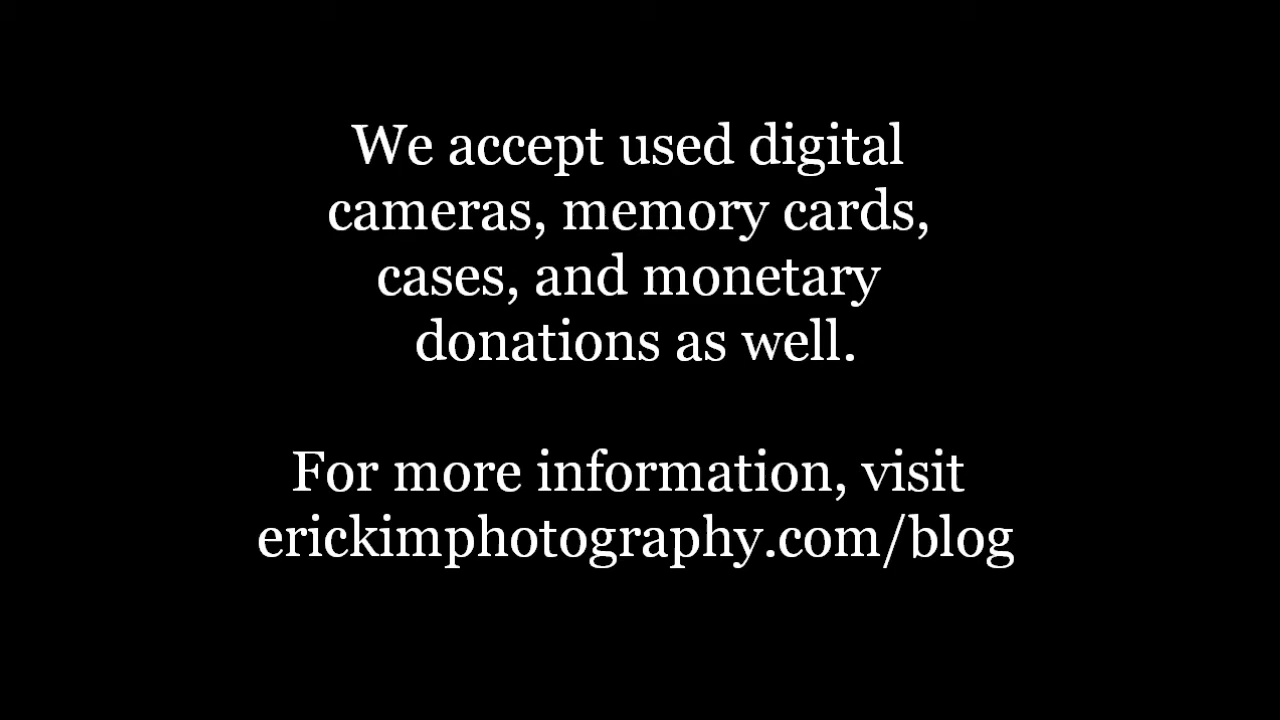 We accept used digital
cameras, memory cards,
cases, and monetary
donations as well.
For more information, visit
erickimphotography.com/blog